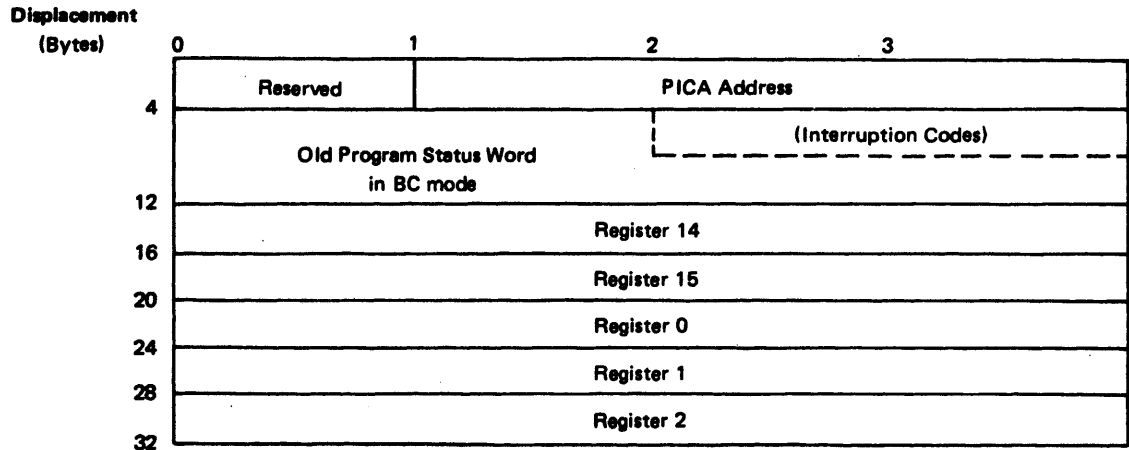 Displacement
(Bytes) 0 1 2 3
Reserved PICA Address
4
(Interruption Codes)
Old Program Status Word
in BC mode
12
Register 14
16
Register 15
20
Register 0
24
Register 1
28
Register 2
32